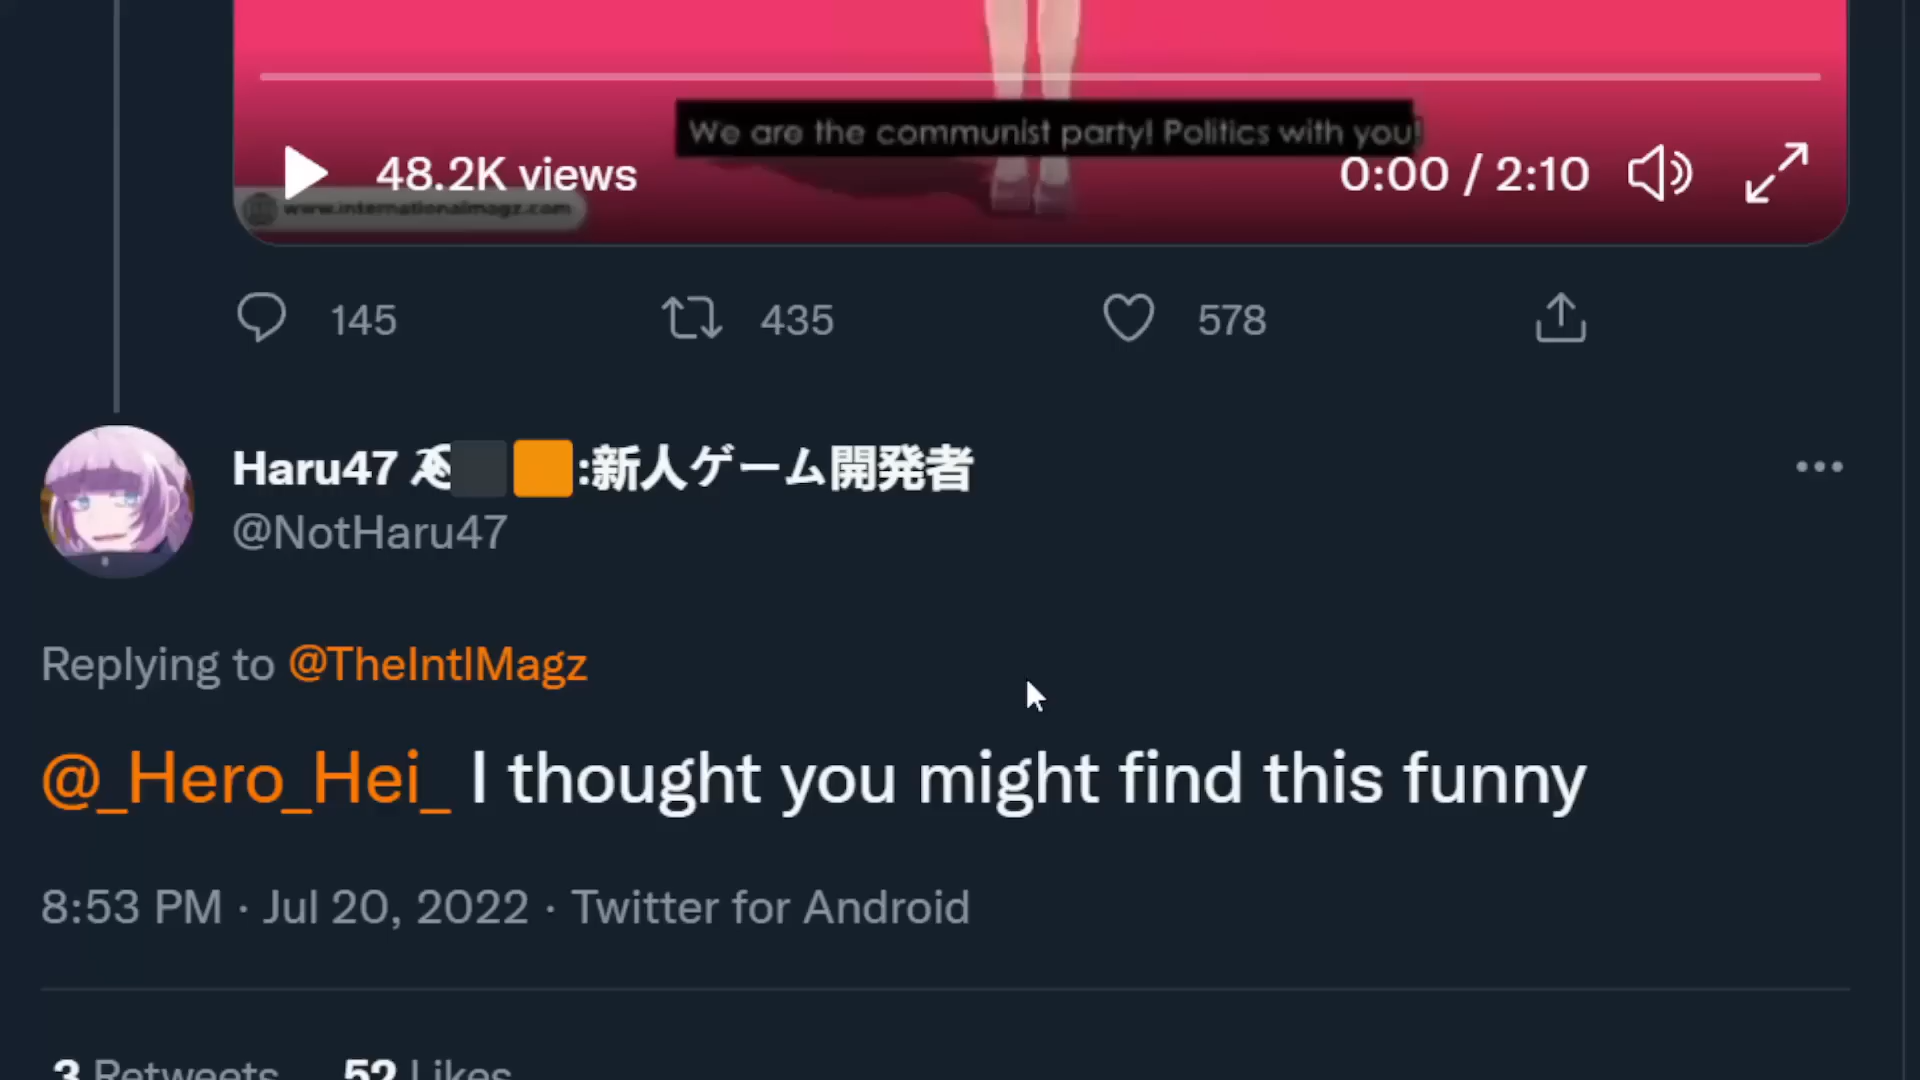 We are the communist party! Politics with you!
48.2K views
0:00 / 2:10
www.internationalmagz.com
145
435
578
Haru47 :新人ゲーム開発者
@NotHaru47
Replying to @TheIntlMagz
@_Hero_Hei_ I thought you might find this funny
8:53 PM · Jul 20, 2022 · Twitter for Android
3 Retweets 52 Likes